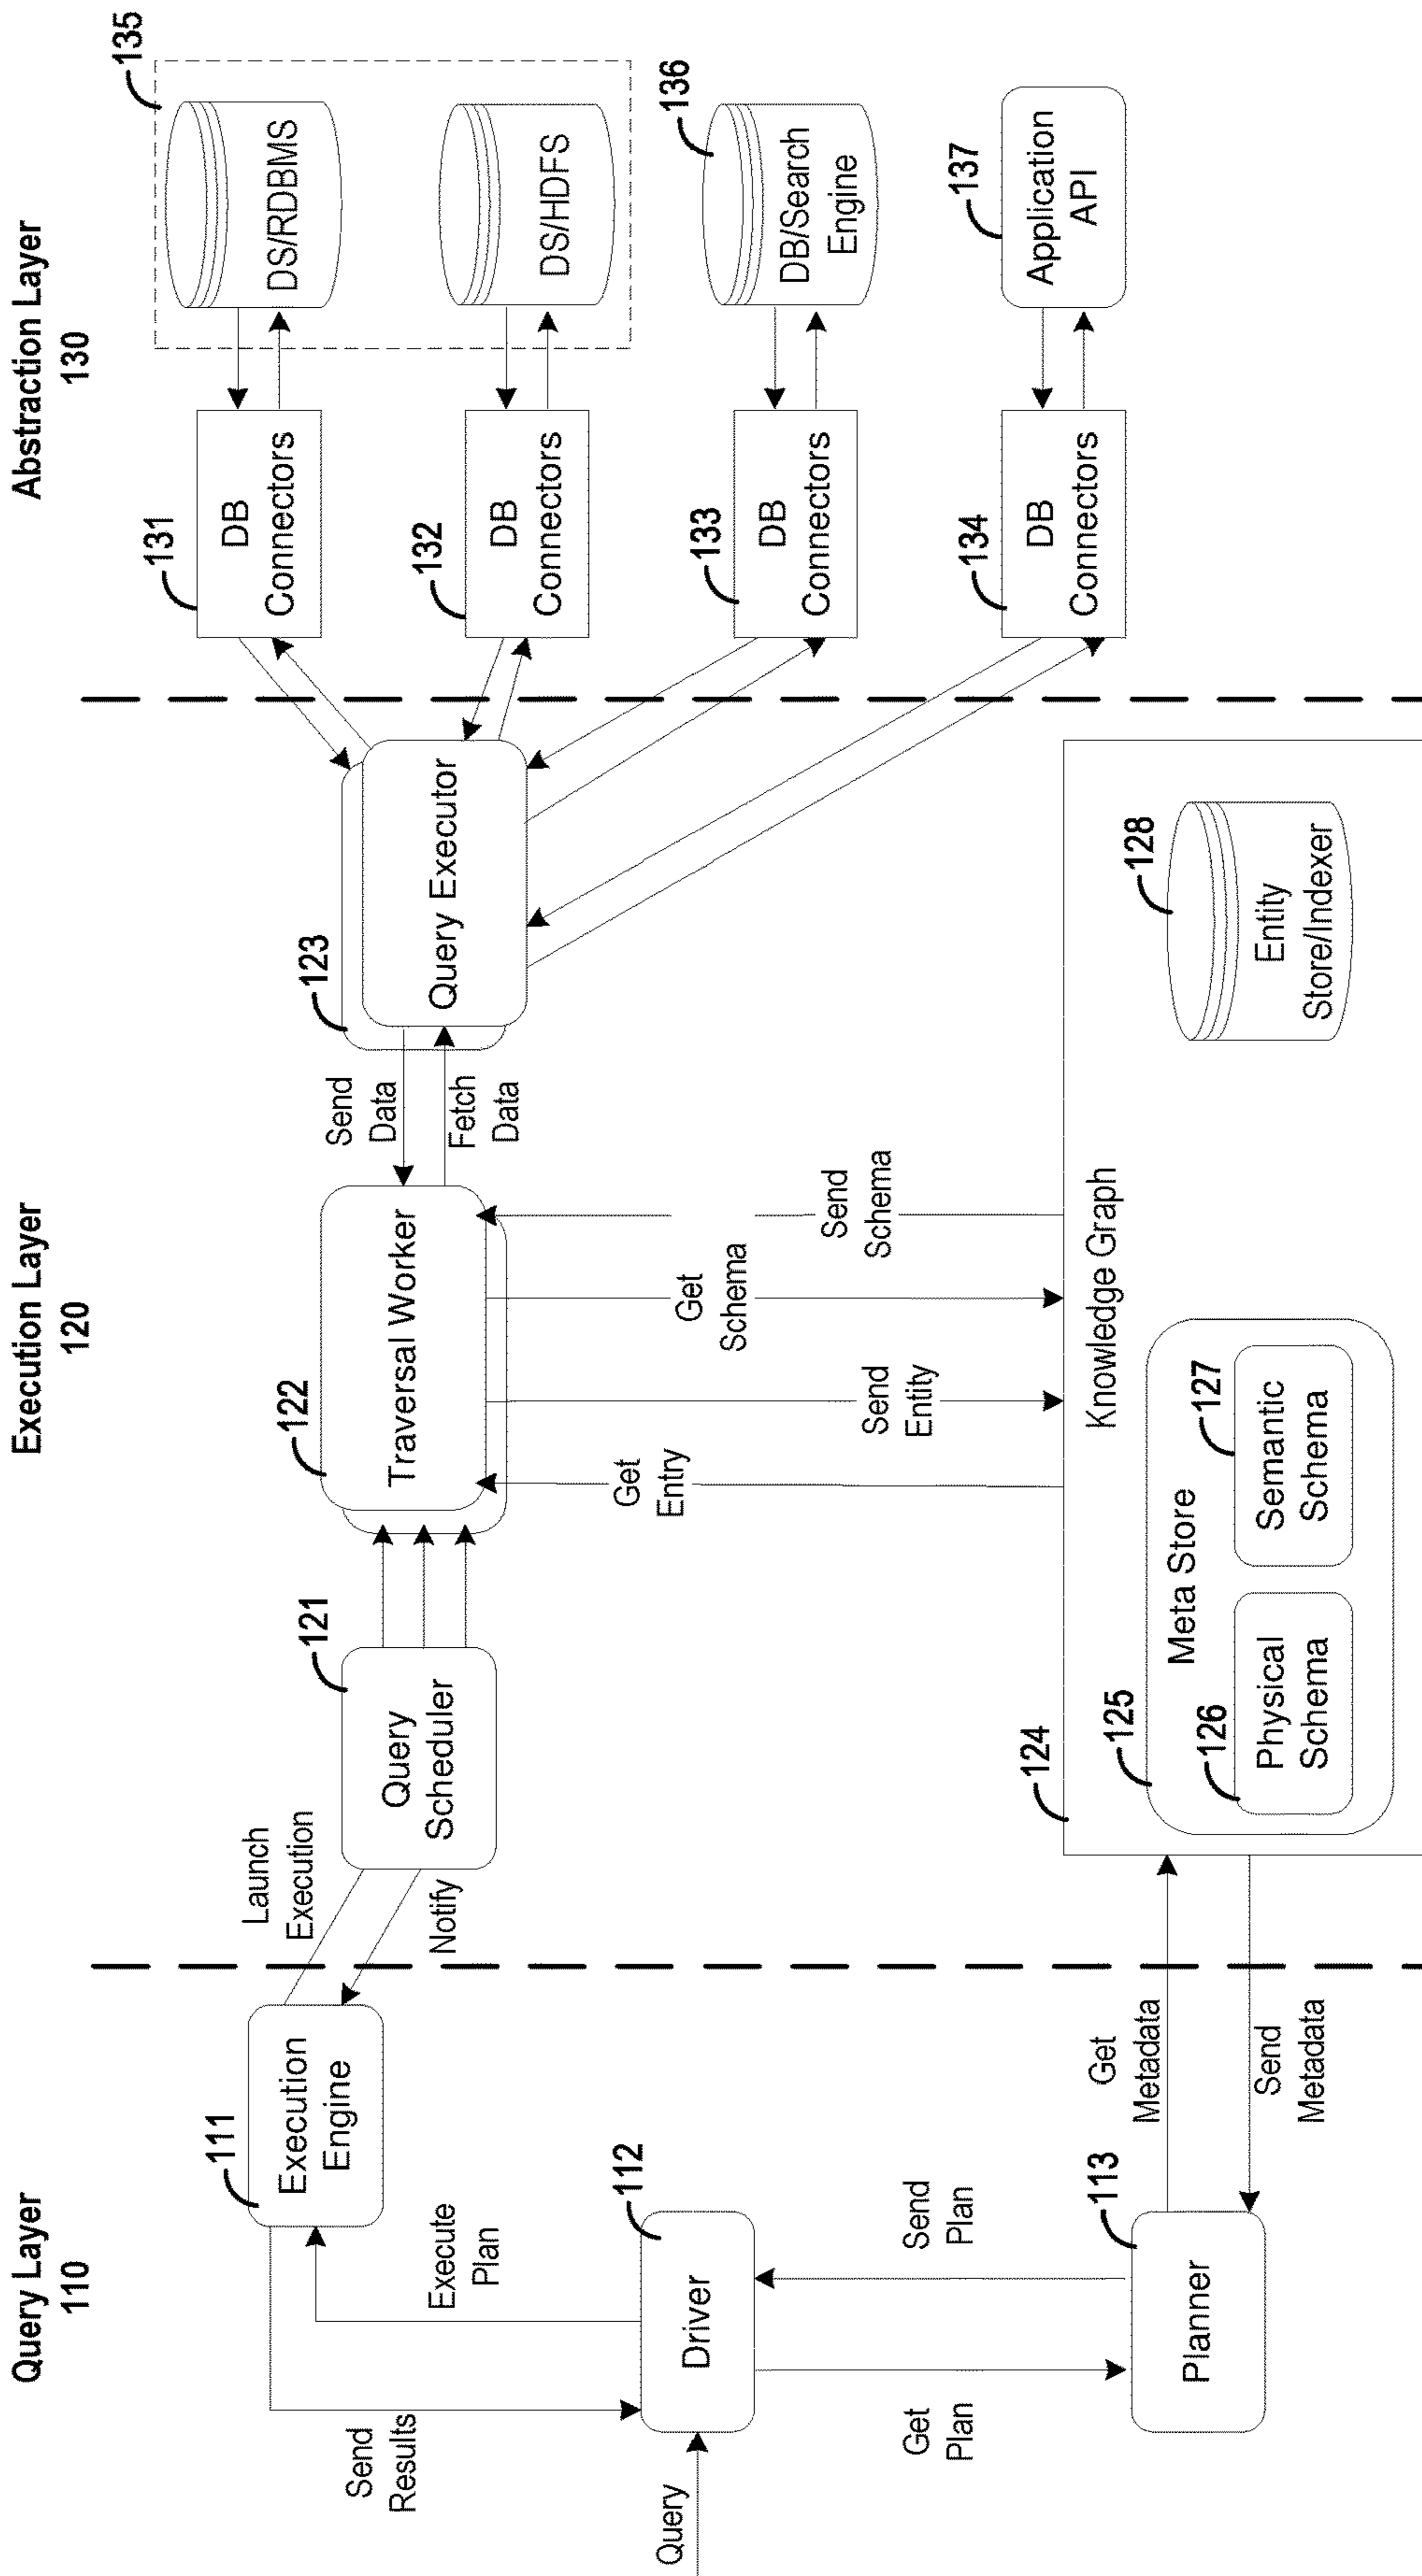 Query Layer
110
Execution Layer
120
Abstraction Layer
130
111
Execution
Engine
Send
Results
Execute
Plan
112
Driver
Query
Get
Plan
Send
Plan
113
Planner
Get
Metadata
Send
Metadata
Launch
Execution
Notify
121
Query
Scheduler
122
Traversal Worker
Send
Data
Fetch
Data
123
Query Executor
Get
Entry
Send
Entity
Get
Schema
Send
Schema
124
Knowledge Graph
125
Meta Store
126
Physical
Schema
127
Semantic
Schema
128
Entity
Store/Indexer
131
DB
Connectors
132
DB
Connectors
133
DB
Connectors
134
DB
Connectors
135
DS/RDBMS
DS/HDFS
136
DB/Search
Engine
137
Application
API